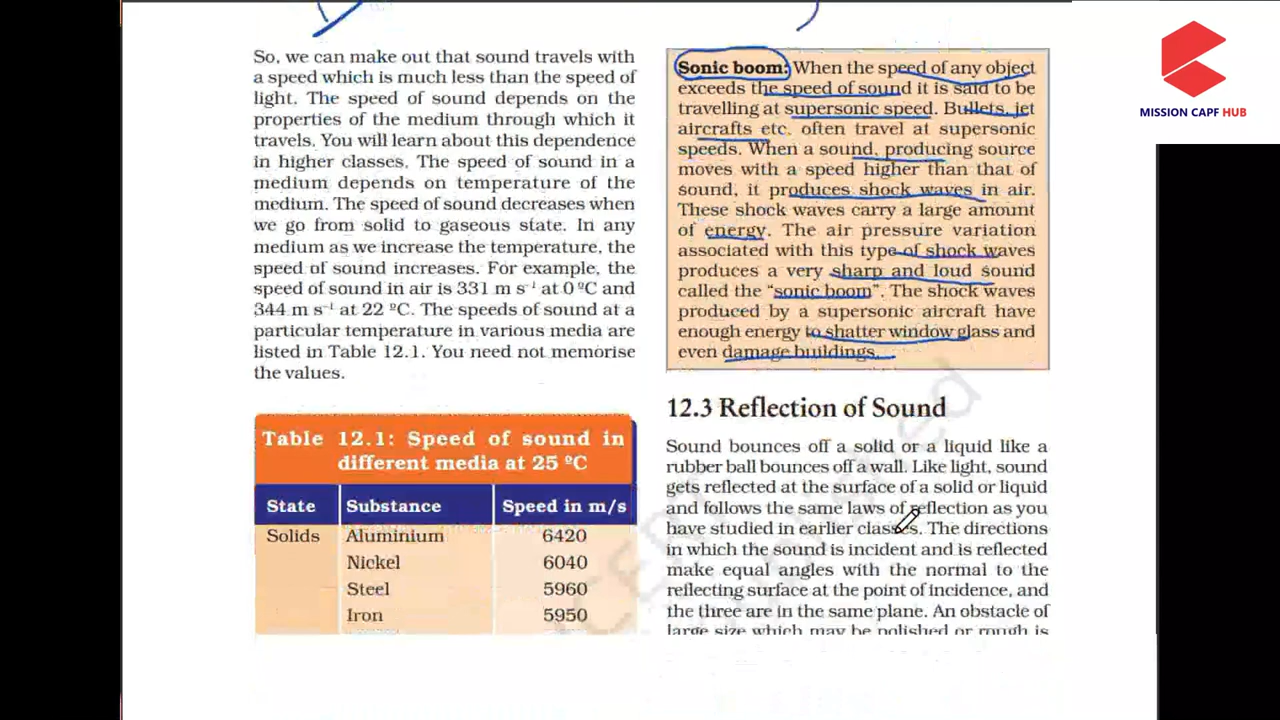 So, we can make out that sound travels with
a speed which is much less than the speed of
light. The speed of sound depends on the
properties of the medium through which it
travels. You will learn about this dependence
in higher classes. The speed of sound in a
medium depends on temperature of the
medium. The speed of sound decreases when
we go from solid to gaseous state. In any
medium as we increase the temperature, the
speed of sound increases. For example, the
speed of sound in air is 331 m s⁻¹ at 0 ºC and
344 m s⁻¹ at 22 ºC. The speeds of sound at a
particular temperature in various media are
listed in Table 12.1. You need not memorise
the values.
Table 12.1: Speed of sound in
different media at 25 ºC
State Substance Speed in m/s
Solids Aluminium 6420
Nickel 6040
Steel 5960
Iron 5950
Sonic boom: When the speed of any object
exceeds the speed of sound it is said to be
travelling at supersonic speed. Bullets, jet
aircrafts etc. often travel at supersonic
speeds. When a sound, producing source
moves with a speed higher than that of
sound, it produces shock waves in air.
These shock waves carry a large amount
of energy. The air pressure variation
associated with this type of shock waves
produces a very sharp and loud sound
called the “sonic boom”. The shock waves
produced by a supersonic aircraft have
enough energy to shatter window glass and
even damage buildings.
12.3 Reflection of Sound
Sound bounces off a solid or a liquid like a
rubber ball bounces off a wall. Like light, sound
gets reflected at the surface of a solid or liquid
and follows the same laws of reflection as you
have studied in earlier classes. The directions
in which the sound is incident and is reflected
make equal angles with the normal to the
reflecting surface at the point of incidence, and
the three are in the same plane. An obstacle of
large size which may be polished or rough is
MISSION CAPF HUB